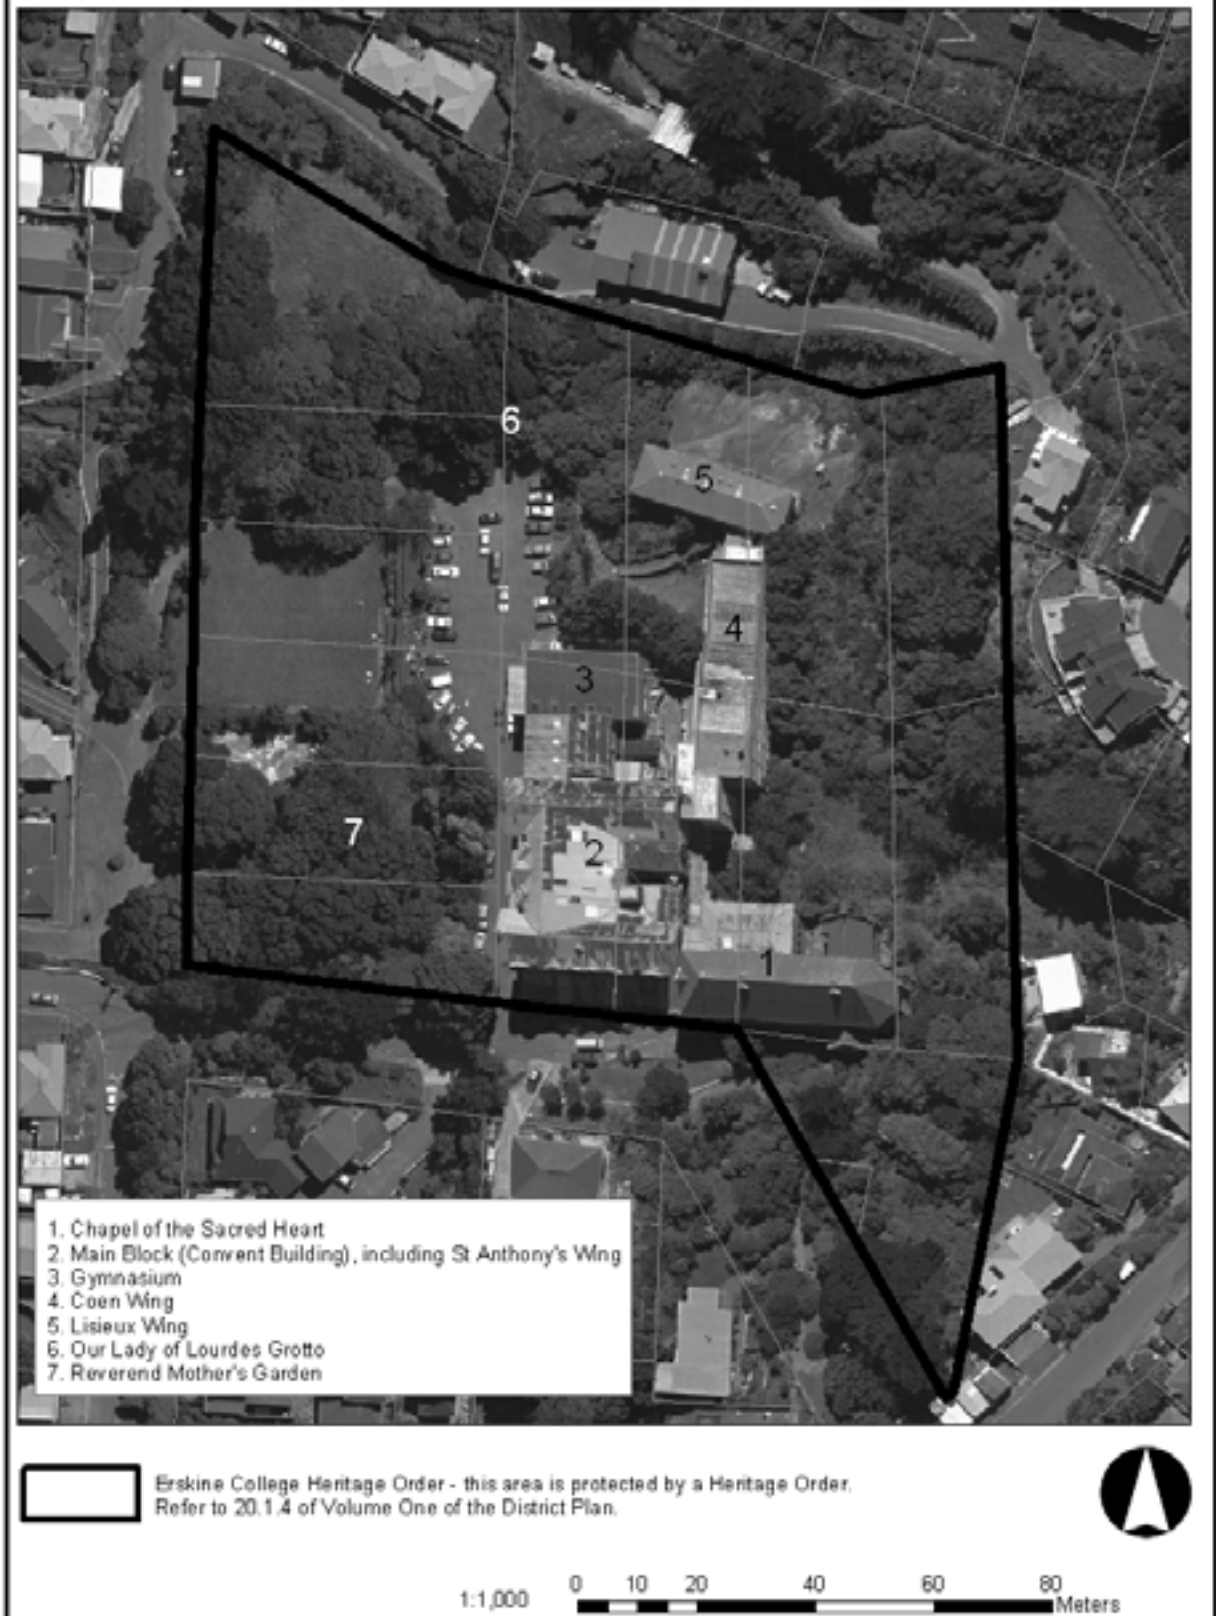 6
5
4
3
7
2
1
1. Chapel of the Sacred Heart
2. Main Block (Convent Building), including St Anthony's Wing
3. Gymnasium
4. Coen Wing
5. Lisieux Wing
6. Our Lady of Lourdes Grotto
7. Reverend Mother's Garden
Erskine College Heritage Order - this area is protected by a Heritage Order.
Refer to 20.1.4 of Volume One of the District Plan.
0 10 20 40 60 80
1:1,000
Meters